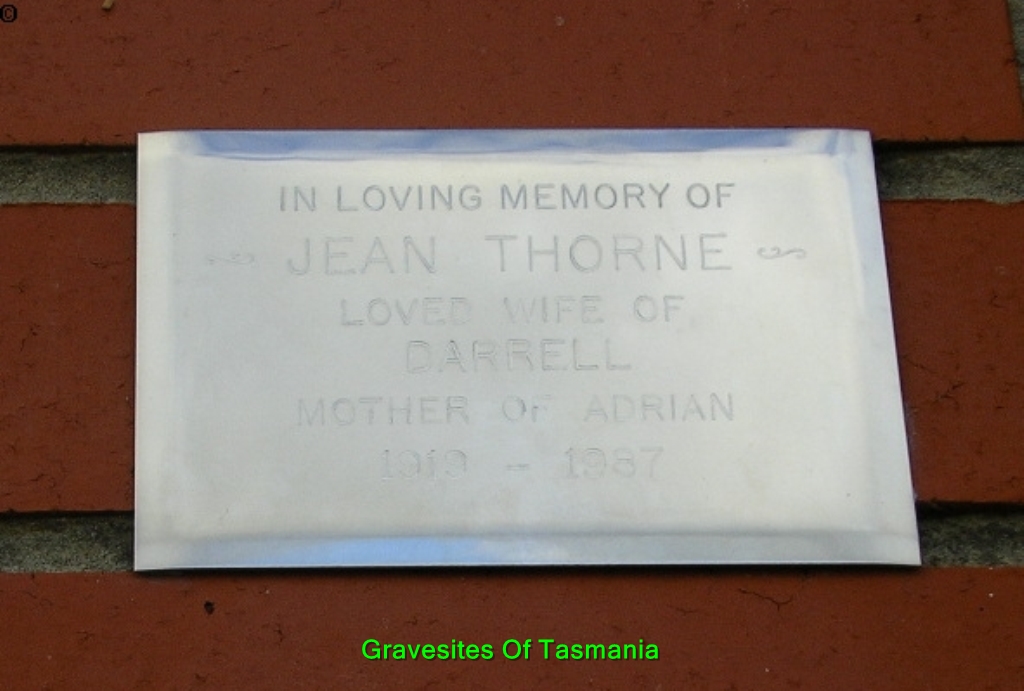 ©
IN LOVING MEMORY OF
JEAN THORNE
LOVED WIFE OF
DARRELL
MOTHER OF ADRIAN
1919 - 1987
Gravesites Of Tasmania